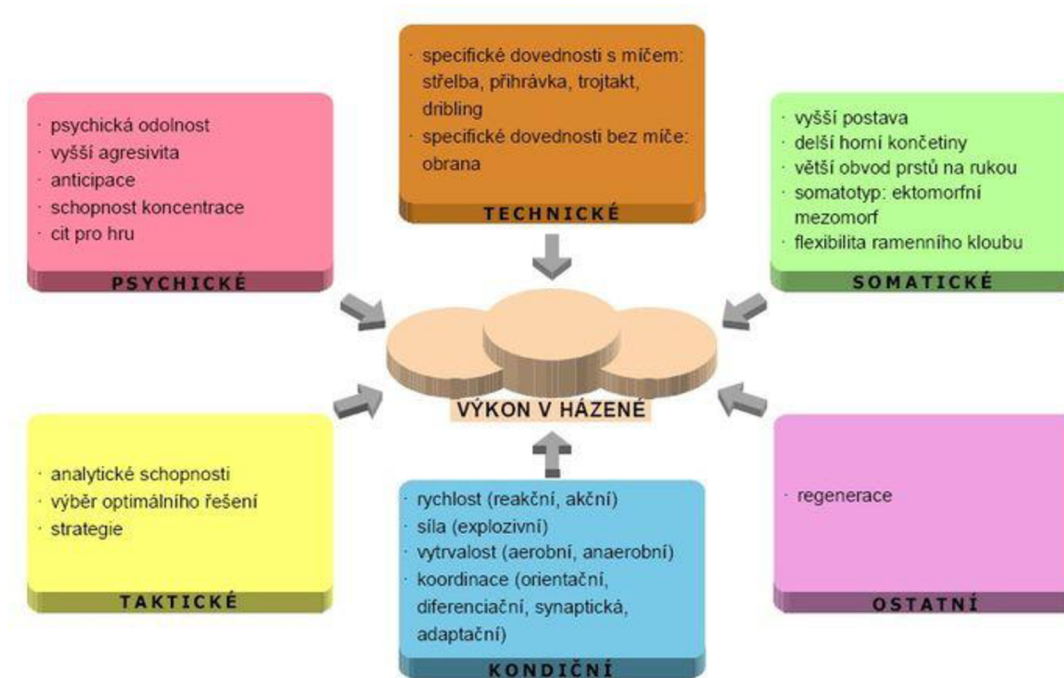 · psychická odolnost
· vyšší agresivita
· anticipace
· schopnost koncentrace
· cit pro hru
PSYCHICKÉ
· specifické dovednosti s míčem:
střelba, přihrávka, trojtakt,
dribling
· specifické dovednosti bez míče:
obrana
TECHNICKÉ
· vyšší postava
· delší horní končetiny
· větší obvod prstů na rukou
· somatotyp: ektomorfní
mezomorf
· flexibilita ramenního kloubu
SOMATICKÉ
VÝKON V HÁZENÉ
· analytické schopnosti
· výběr optimálního řešení
· strategie
TAKTICKÉ
· rychlost (reakční, akční)
· síla (explozivní)
· vytrvalost (aerobní, anaerobní)
· koordinace (orientační,
diferenciační, synaptická,
adaptační)
KONDIČNÍ
· regenerace
OSTATNÍ